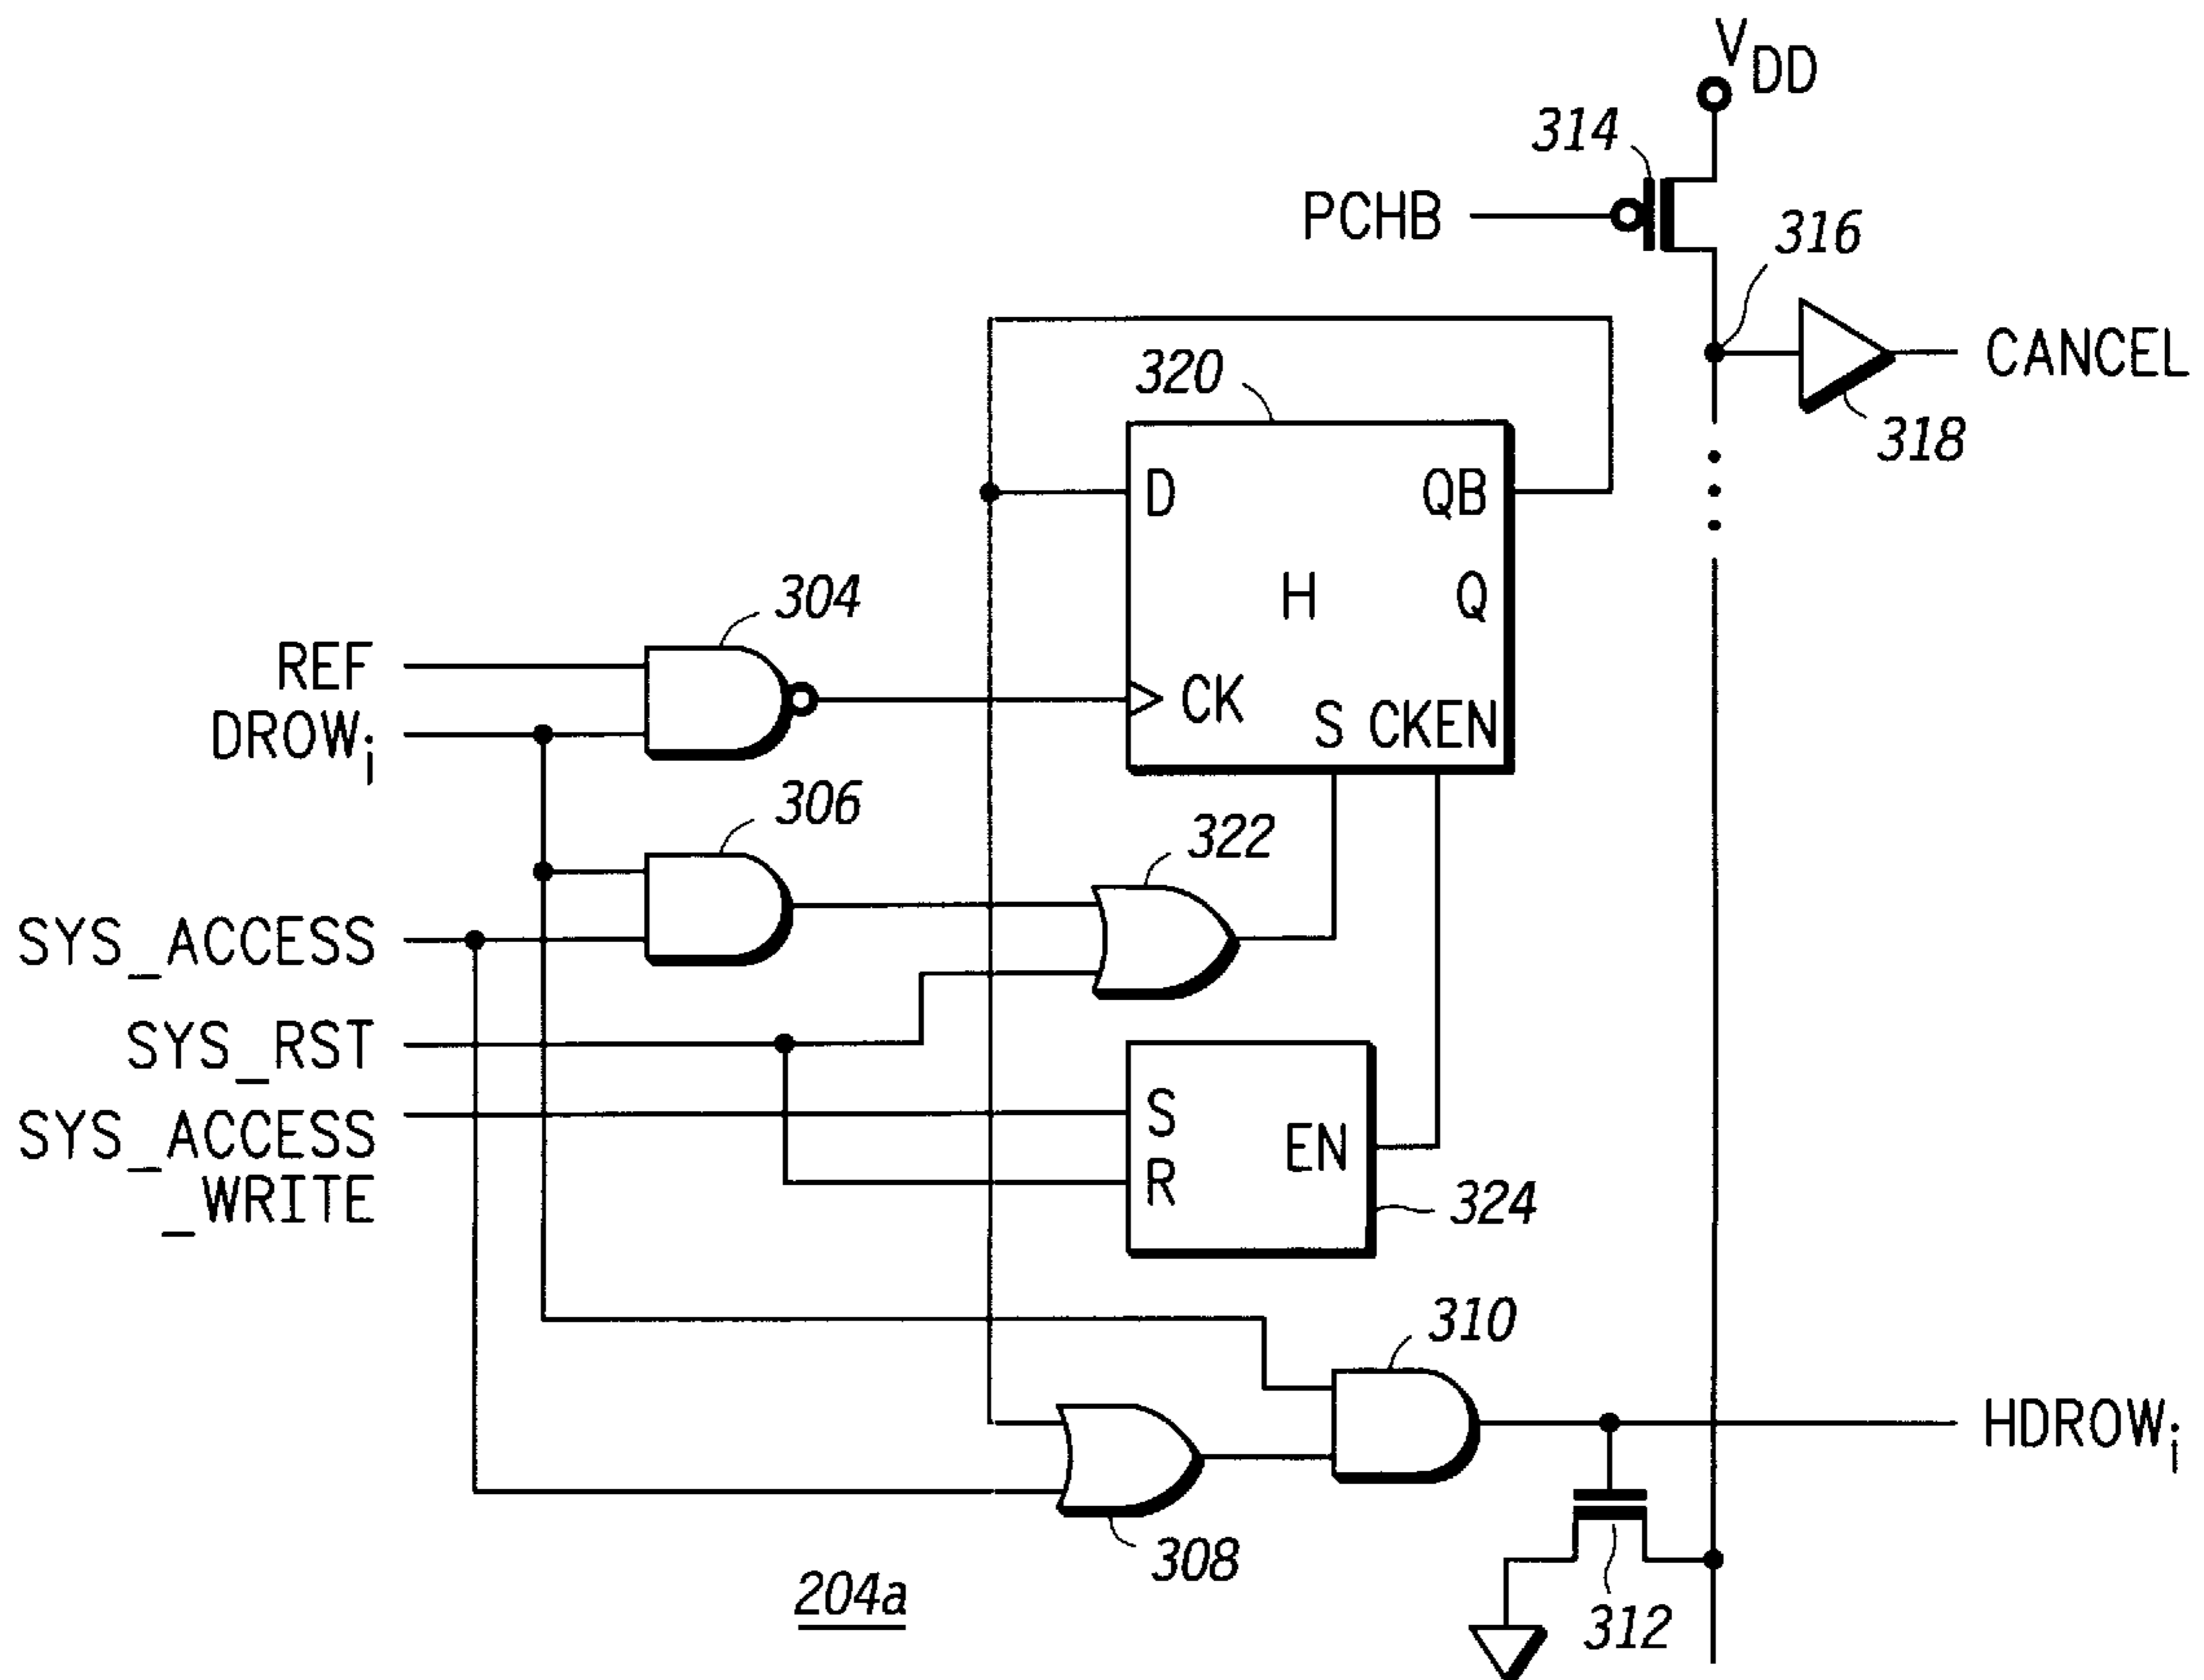 VDD
314
PCHB
316
CANCEL
318
320
D
QB
H
Q
CK
S CKEN
304
REF
DROWi
306
322
SYS_ACCESS
SYS_RST
SYS_ACCESS
_WRITE
S
R
EN
324
310
HDROWi
308
312
204a